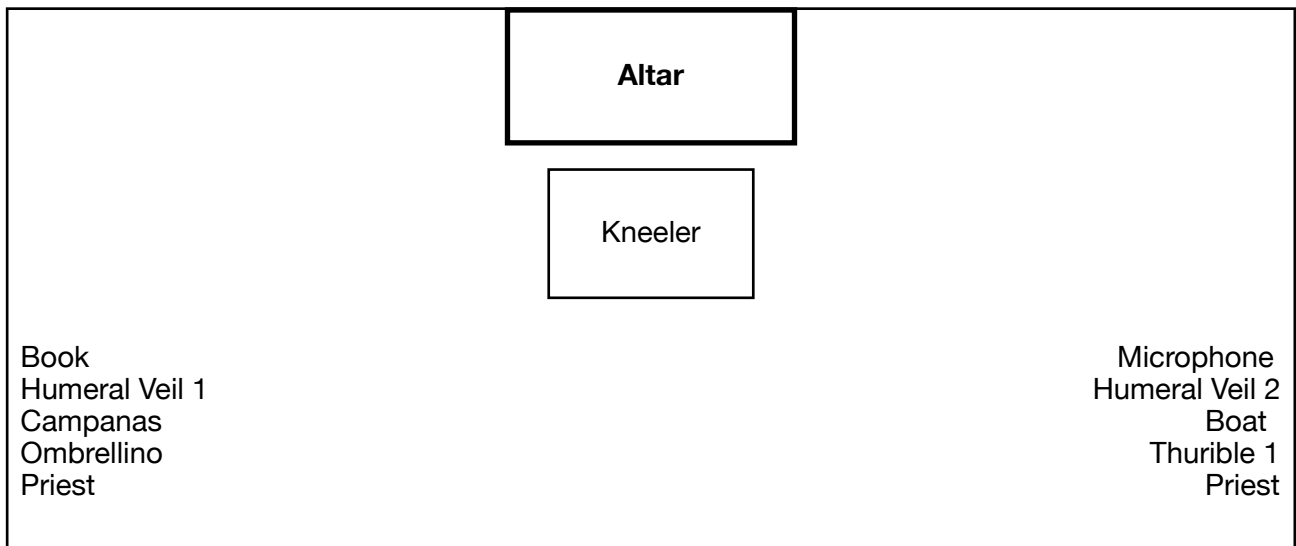 Altar
Kneeler
Book
Humeral Veil 1
Campanas
Ombrellino
Priest
Microphone
Humeral Veil 2
Boat
Thurible 1
Priest